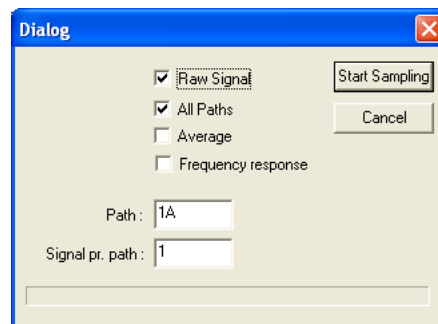 Dialog
Raw Signal
Start Sampling
All Paths
Cancel
Average
Frequency response
Path : 1A
Signal pr. path : 1